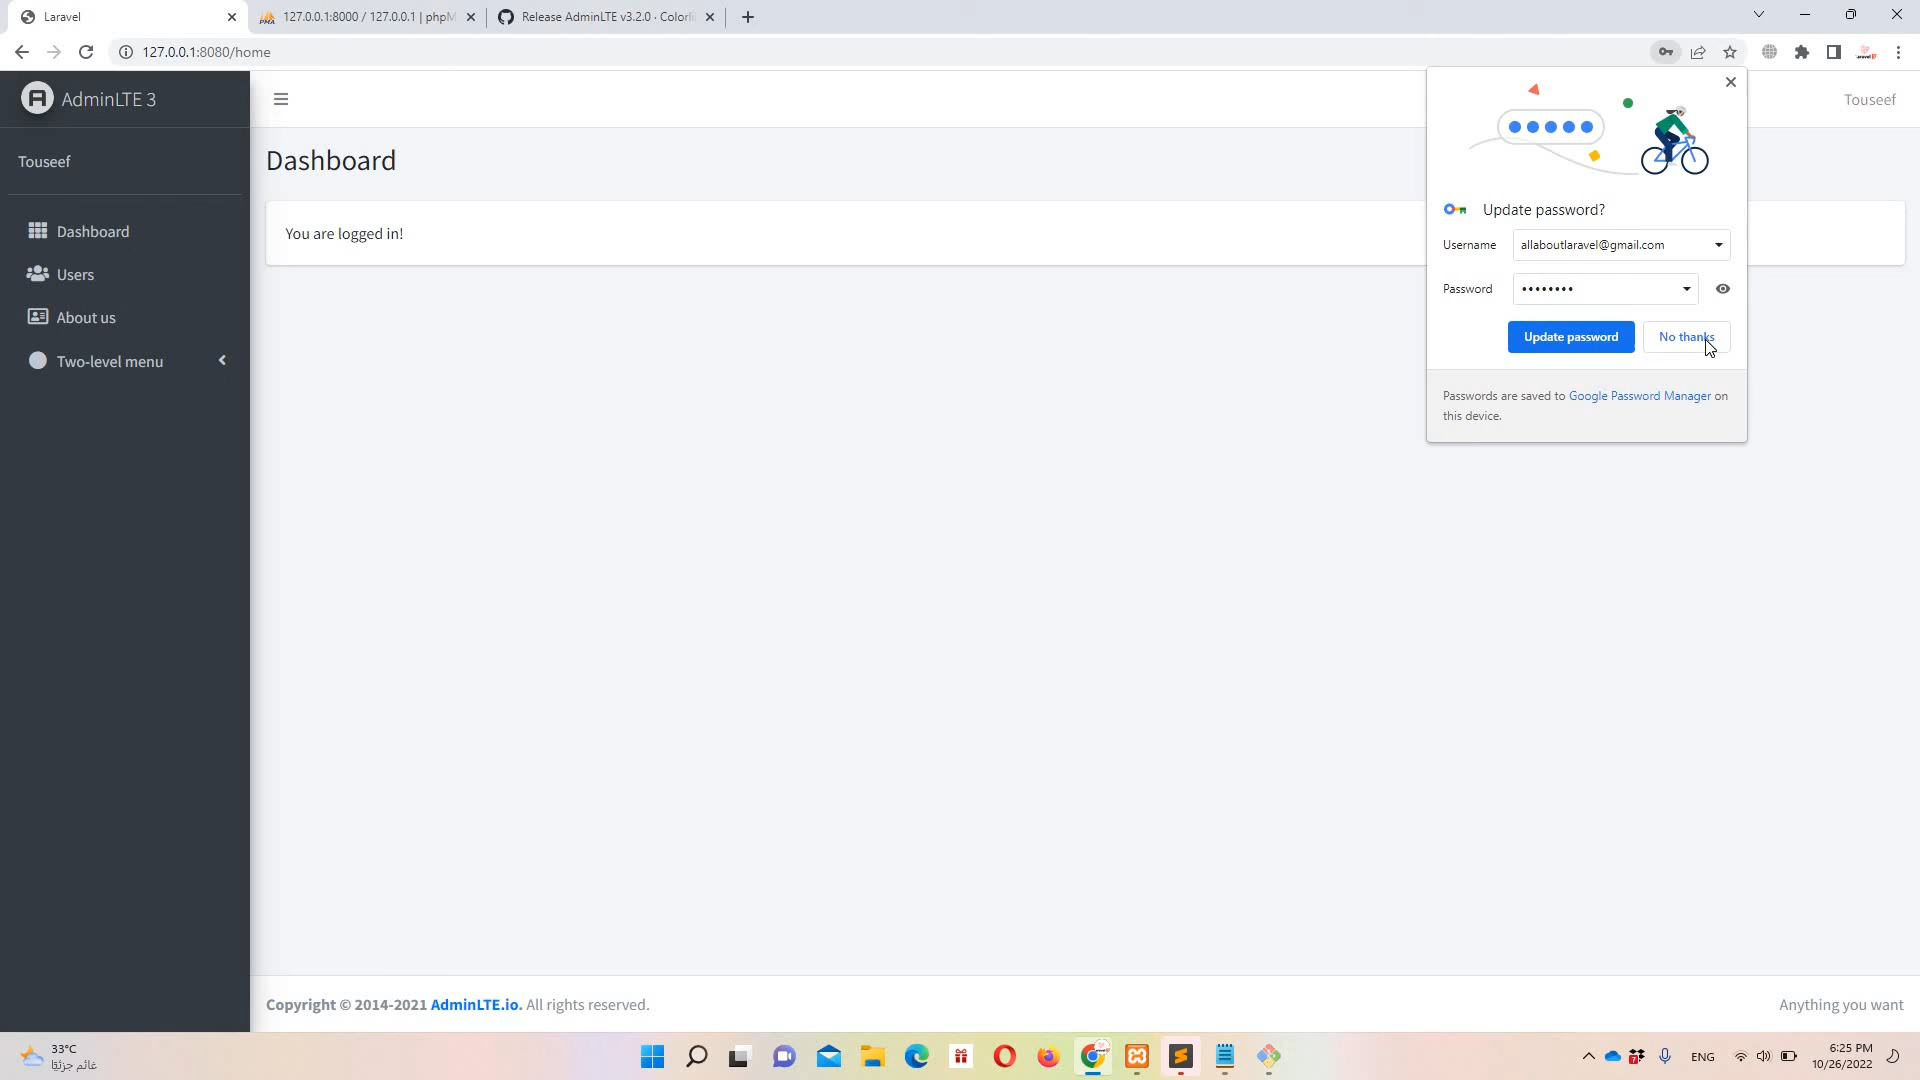 Laravel
127.0.0.1:8000 / 127.0.0.1 | phpM
Release AdminLTE v3.2.0 · Colorli
127.0.0.1:8080/home
AdminLTE 3
Touseef
Touseef
Dashboard
Users
About us
Two-level menu
Dashboard
You are logged in!
Update password?
Username
allaboutlaravel@gmail.com
Password
••••••••
Update password
No thanks
Passwords are saved to Google Password Manager on
this device.
Copyright © 2014-2021 AdminLTE.io. All rights reserved.
Anything you want
33°C
غائم جزئيًا
ENG
6:25 PM
10/26/2022